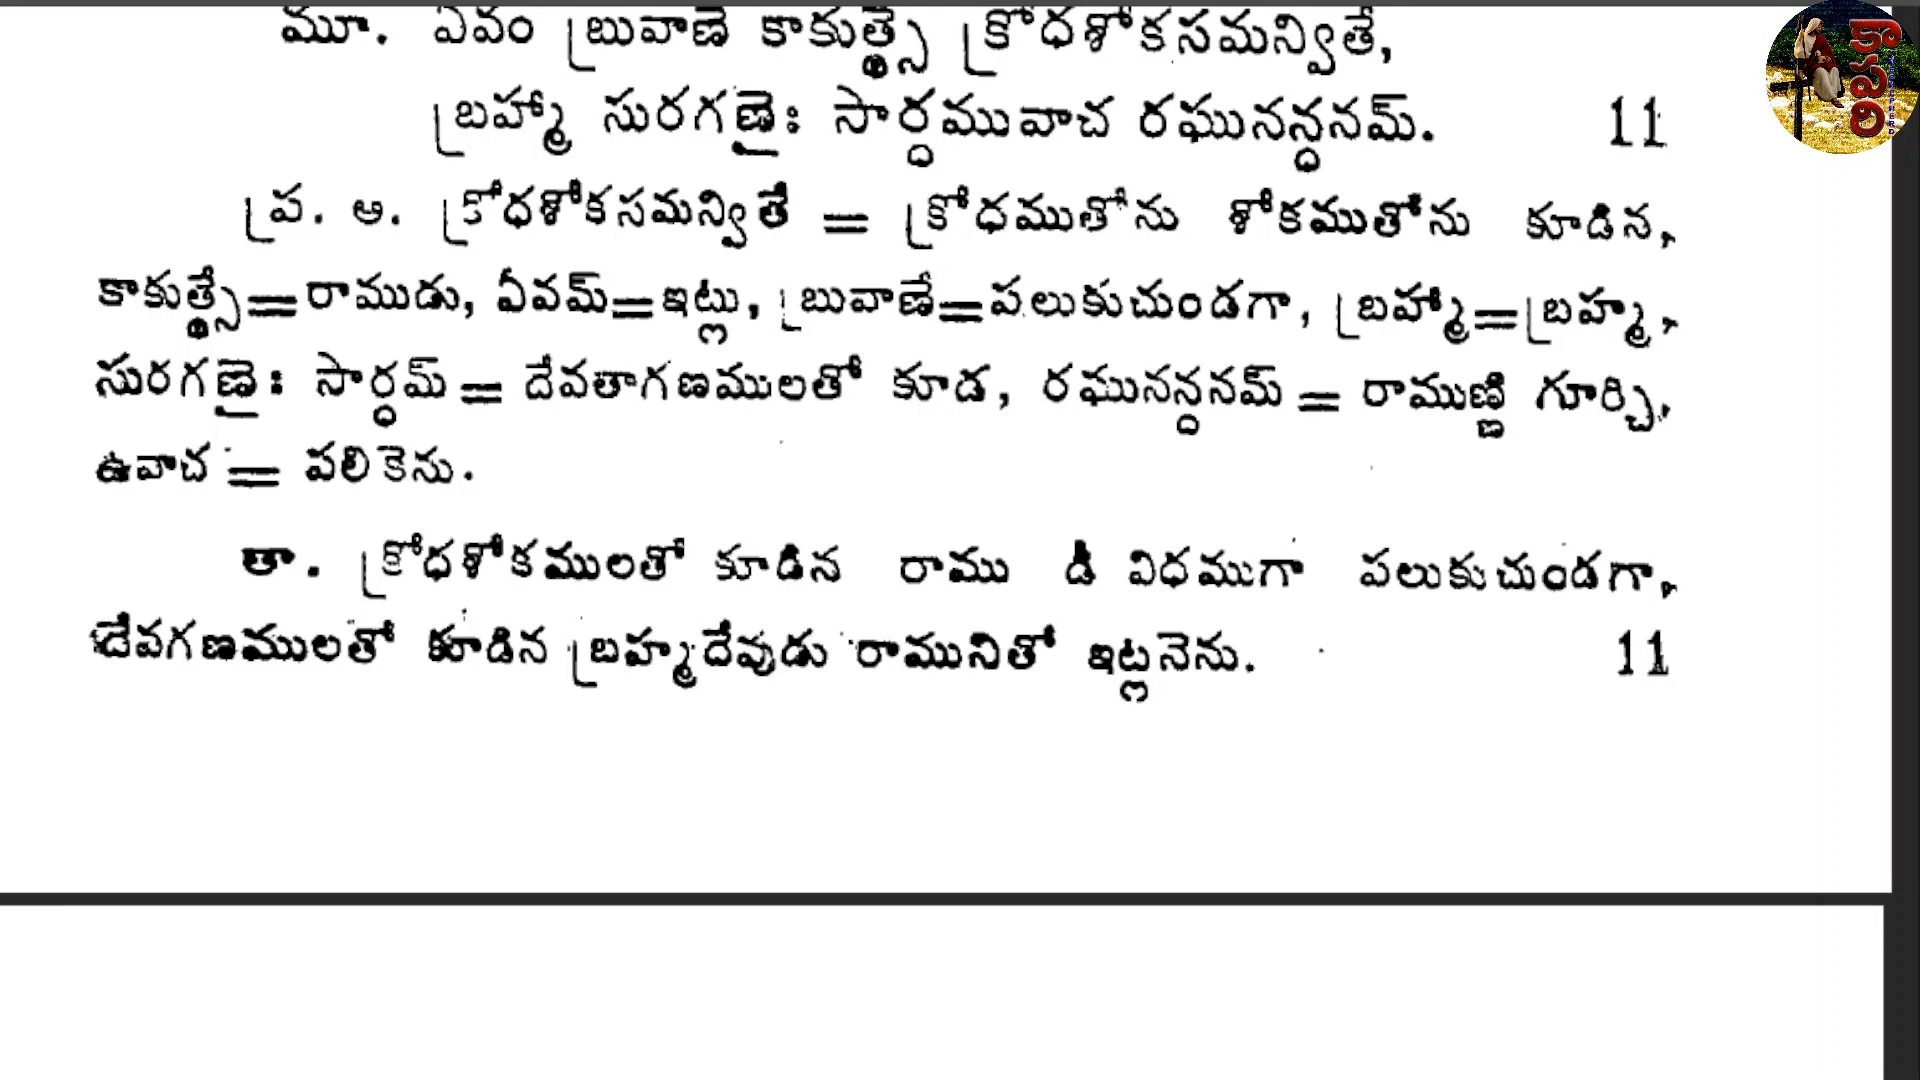 మూ. ఏవం బ్రువాణే కాకుత్స్థే క్రోధశోకసమన్వితే,
బ్రహ్మా సురగణైః సార్ధమువాచ రఘునన్దనమ్. 11
ప్ర. అ. క్రోధశోకసమన్వితే = క్రోధముతోను శోకముతోను కూడిన,
కాకుత్స్థే=రాముడు, ఏవమ్=ఇట్లు, బ్రువాణే=పలుకుచుండగా, బ్రహ్మా=బ్రహ్మ,
సురగణైః సార్ధమ్ = దేవతాగణములతో కూడ, రఘునన్దనమ్ = రాముణ్ణి గూర్చి,
ఉవాచ = పలికెను.
తా. క్రోధశోకములతో కూడిన రాము డీ విధముగా పలుకుచుండగా,
దేవగణములతో కూడిన బ్రహ్మదేవుడు రామునితో ఇట్లనెను. 11
కాపరి